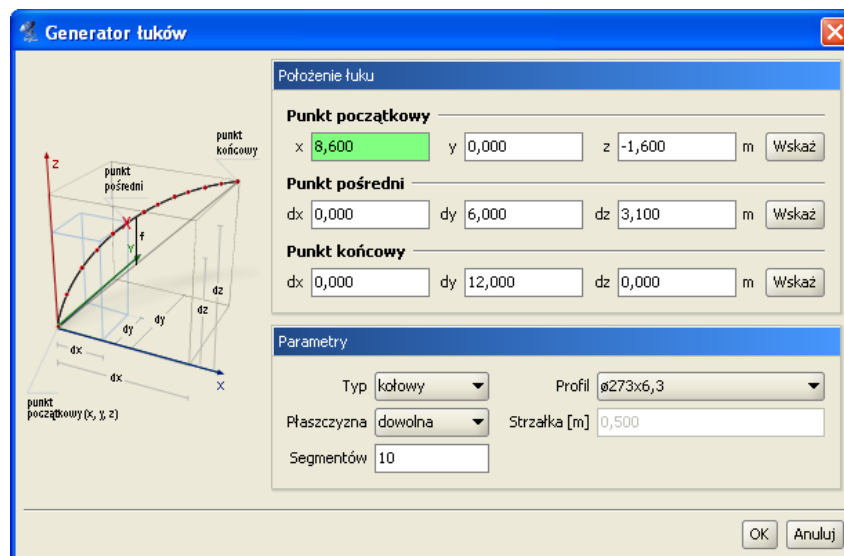 Generator łuków
Położenie łuku
Punkt początkowy
x 8,600 y 0,000 z -1,600 m Wskaż
Punkt pośredni
dx 0,000 dy 6,000 dz 3,100 m Wskaż
Punkt końcowy
dx 0,000 dy 12,000 dz 0,000 m Wskaż
Parametry
Typ kołowy Profil ø273x6,3
Płaszczyzna dowolna Strzałka [m] 0,500
Segmentów 10
OK Anuluj
z
punkt
końcowy
punkt
pośredni
X
f
Y
dz
dz
dy
dy
dx
dx
X
punkt
początkowy (x, y, z)